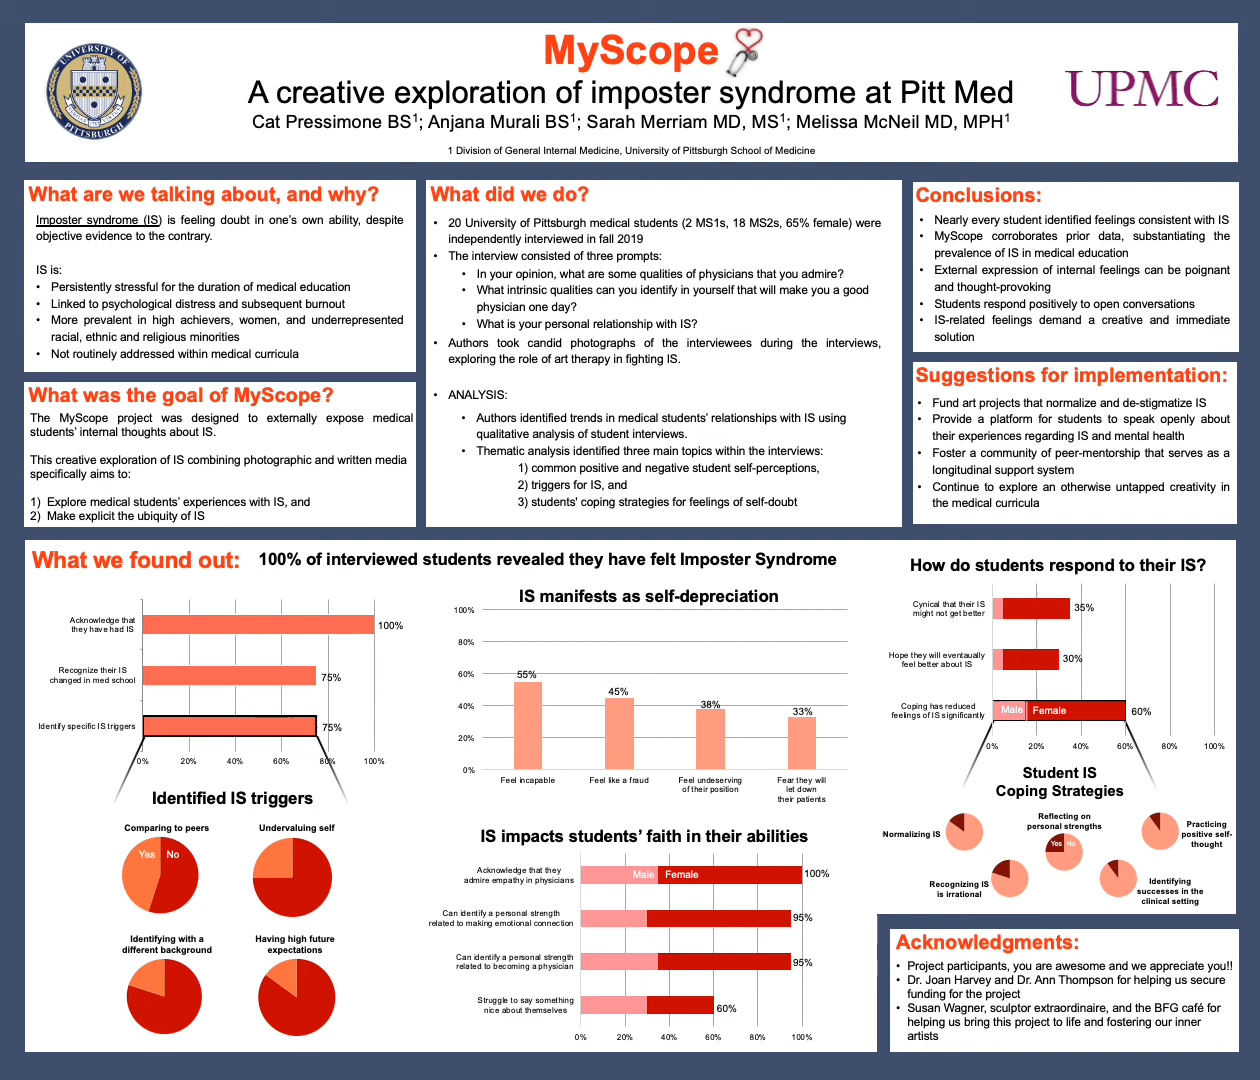 UNIVERSITY OF
PITTSBURGH
MyScope
A creative exploration of imposter syndrome at Pitt Med
Cat Pressimone BS1; Anjana Murali BS1; Sarah Merriam MD, MS1; Melissa McNeil MD, MPH1
1 Division of General Internal Medicine, University of Pittsburgh School of Medicine
UPMC
What are we talking about, and why?
Imposter syndrome (IS) is feeling doubt in one's own ability, despite
objective evidence to the contrary.
IS is:
• Persistently stressful for the duration of medical education
• Linked to psychological distress and subsequent burnout
• More prevalent in high achievers, women, and underrepresented
racial, ethnic and religious minorities
• Not routinely addressed within medical curricula
What was the goal of MyScope?
The MyScope project was designed to externally expose medical
students' internal thoughts about IS.
This creative exploration of IS combining photographic and written media
specifically aims to:
1) Explore medical students' experiences with IS, and
2) Make explicit the ubiquity of IS
What did we do?
• 20 University of Pittsburgh medical students (2 MS1s, 18 MS2s, 65% female) were
independently interviewed in fall 2019
• The interview consisted of three prompts:
• In your opinion, what are some qualities of physicians that you admire?
• What intrinsic qualities can you identify in yourself that will make you a good
physician one day?
• What is your personal relationship with IS?
• Authors took candid photographs of the interviewees during the interviews,
exploring the role of art therapy in fighting IS.
• ANALYSIS:
• Authors identified trends in medical students' relationships with IS using
qualitative analysis of student interviews.
• Thematic analysis identified three main topics within the interviews:
1) common positive and negative student self-perceptions,
2) triggers for IS, and
3) students' coping strategies for feelings of self-doubt
Conclusions:
• Nearly every student identified feelings consistent with IS
• MyScope corroborates prior data, substantiating the
prevalence of IS in medical education
• External expression of internal feelings can be poignant
and thought-provoking
• Students respond positively to open conversations
• IS-related feelings demand a creative and immediate
solution
Suggestions for implementation:
• Fund art projects that normalize and de-stigmatize IS
• Provide a platform for students to speak openly about
their experiences regarding IS and mental health
• Foster a community of peer-mentorship that serves as a
longitudinal support system
• Continue to explore an otherwise untapped creativity in
the medical curricula
What we found out:
100% of interviewed students revealed they have felt Imposter Syndrome
Acknowledge that
they have had IS
100%
Recognize their IS
changed in med school
75%
Identify specific IS triggers
75%
0% 20% 40% 60% 80% 100%
Identified IS triggers
Comparing to peers
Yes No
Undervaluing self
Identifying with a
different background
Having high future
expectations
IS manifests as self-depreciation
100%
80%
60%
40%
20%
0%
55%
45%
38%
33%
Feel incapable
Feel like a fraud
Feel undeserving
of their position
Fear they will
let down
their patients
IS impacts students' faith in their abilities
Acknowledge that they
admire empathy in physicians
Male Female
100%
Can identify a personal strength
related to making emotional connection
95%
Can identify a personal strength
related to becoming a physician
95%
Struggle to say something
nice about themselves
60%
0% 20% 40% 60% 80% 100%
How do students respond to their IS?
Cynical that their IS
might not get better
35%
Hope they will eventaually
feel better about IS
30%
Coping has reduced
feelings of IS significantly
Male Female
60%
0% 20% 40% 60% 80% 100%
Student IS
Coping Strategies
Normalizing IS
Reflecting on
personal strengths
Yes No
Practicing
positive self-
thought
Recognizing IS
is irrational
Identifying
successes in the
clinical setting
Acknowledgments:
• Project participants, you are awesome and we appreciate you!!
• Dr. Joan Harvey and Dr. Ann Thompson for helping us secure
funding for the project
• Susan Wagner, sculptor extraordinaire, and the BFG café for
helping us bring this project to life and fostering our inner
artists